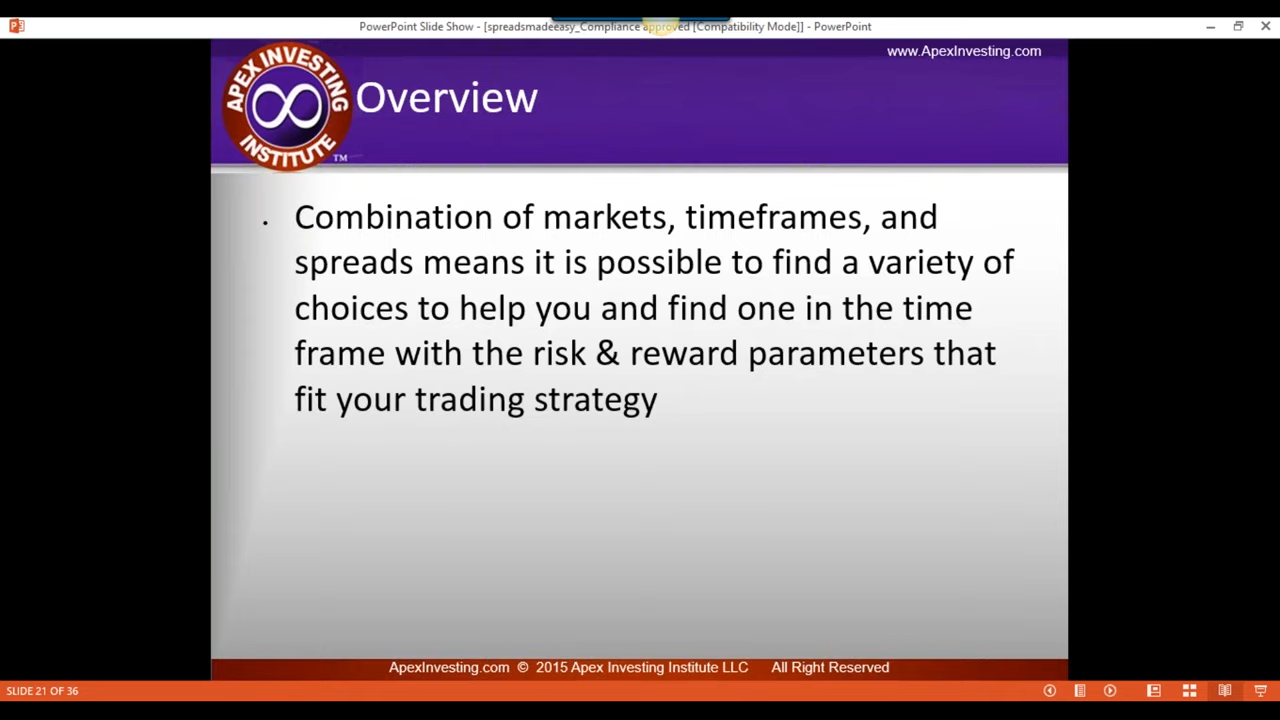 PowerPoint Slide Show - [spreadsmadeeasy_Compliance approved [Compatibility Mode]] - PowerPoint
www.ApexInvesting.com
APEX INVESTING
INSTITUTE
TM
Overview
• Combination of markets, timeframes, and
spreads means it is possible to find a variety of
choices to help you and find one in the time
frame with the risk & reward parameters that
fit your trading strategy
ApexInvesting.com © 2015 Apex Investing Institute LLC All Right Reserved
SLIDE 21 OF 36